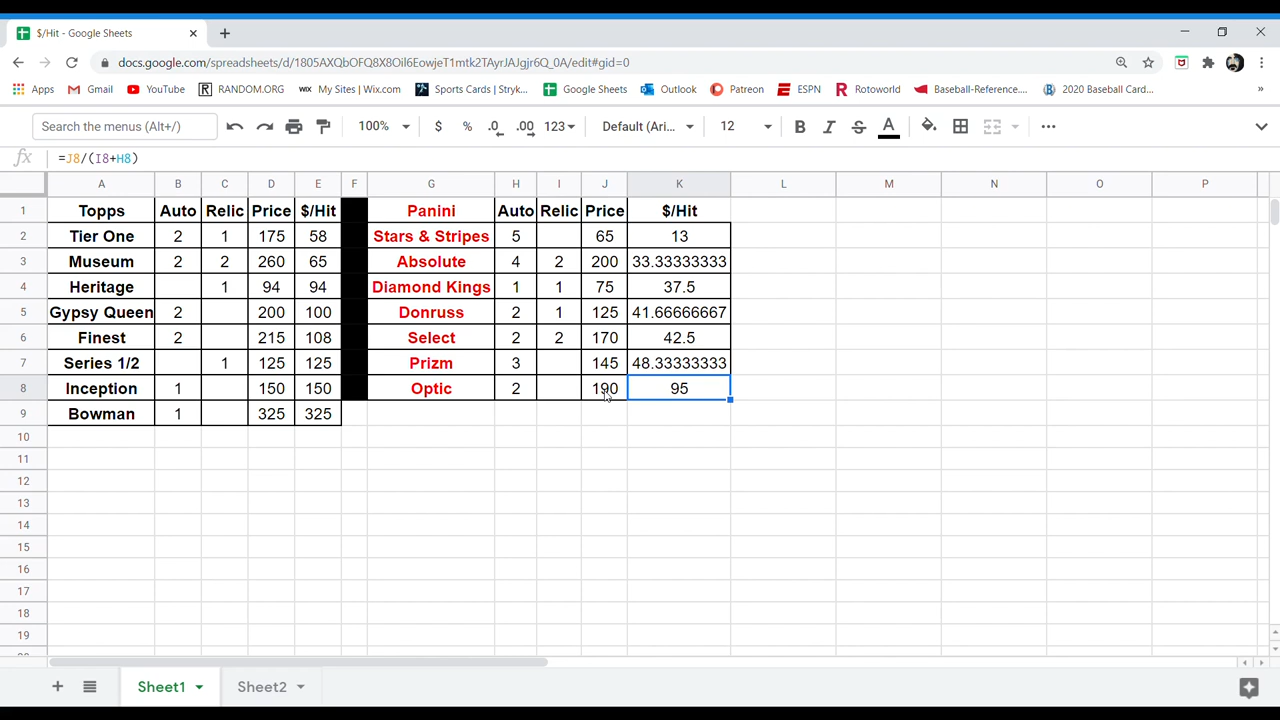 $/Hit - Google Sheets
docs.google.com/spreadsheets/d/1805AXQbOFQ8X8Oil6EowjeT1mtk2HAyrJAJgjr6Q_0A/edit#gid=0
Apps Gmail YouTube RANDOM.ORG My Sites | Wix.com Sports Cards | Stryk... Google Sheets Outlook Patreon ESPN Rotoworld Baseball-Reference.... 2020 Baseball Card... »
Search the menus (Alt+/) 100% $ % .0 .00 123 Default (Ari... 12 B I S A
fx =J8/(I8+H8)
A B C D E F G H I J K L M N O P
1 Topps Auto Relic Price $/Hit Panini Auto Relic Price $/Hit
2 Tier One 2 1 175 58 Stars & Stripes 5 65 13
3 Museum 2 2 260 65 Absolute 4 2 200 33.33333333
4 Heritage 1 94 94 Diamond Kings 1 1 75 37.5
5 Gypsy Queen 2 200 100 Donruss 2 1 125 41.66666667
6 Finest 2 215 108 Select 2 2 170 42.5
7 Series 1/2 1 125 125 Prizm 3 145 48.33333333
8 Inception 1 150 150 Optic 2 190 95
9 Bowman 1 325 325
10
11
12
13
14
15
16
17
18
19
Sheet1 Sheet2